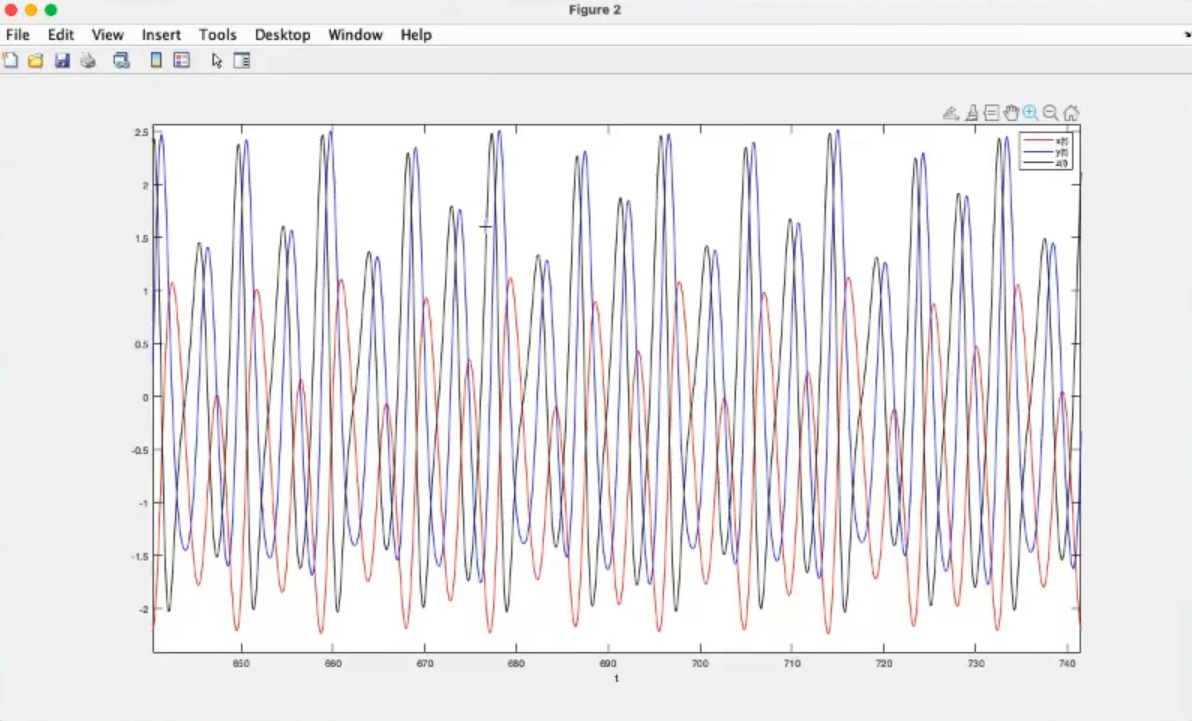 Figure 2
File Edit View Insert Tools Desktop Window Help
x(t)
y(t)
z(t)
2.5
2
1.5
1
0.5
0
-0.5
-1
-1.5
-2
650 660 670 680 690 700 710 720 730 740
t